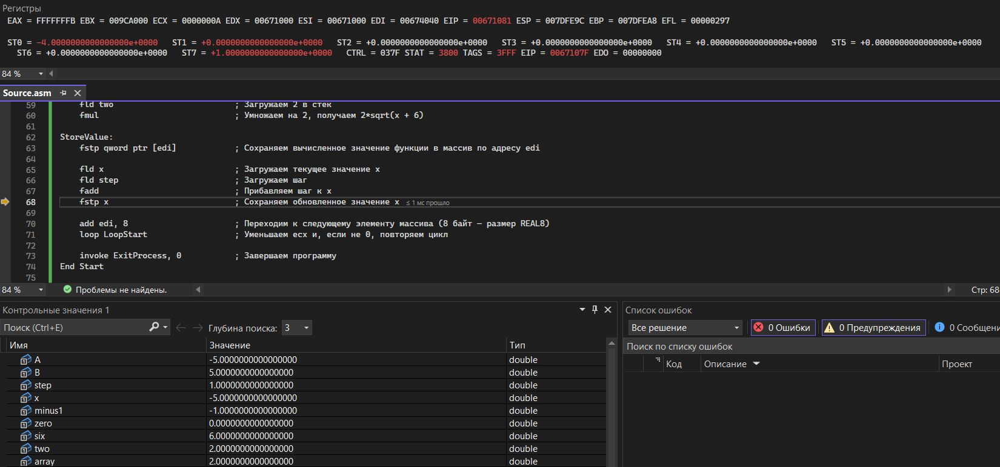 Регистры
EAX = FFFFFFFB EBX = 009CA000 ECX = 0000000A EDX = 00671000 ESI = 00671000 EDI = 00674040 EIP = 00671081 ESP = 007DFE9C EBP = 007DFEA8 EFL = 00000297
ST0 = -4.0000000000000000e+0000 ST1 = +0.0000000000000000e+0000 ST2 = +0.0000000000000000e+0000 ST3 = +0.0000000000000000e+0000 ST4 = +0.0000000000000000e+0000 ST5 = +0.0000000000000000e+0000
ST6 = +0.0000000000000000e+0000 ST7 = +1.0000000000000000e+0000 CTRL = 037F STAT = 3800 TAGS = 3FFF EIP = 0067107F EDO = 00000000
84 %
Source.asm
59 fld two ; Загружаем 2 в стек
60 fmul ; Умножаем на 2, получаем 2*sqrt(x + 6)
61
62 StoreValue:
63 fstp qword ptr [edi] ; Сохраняем вычисленное значение функции в массив по адресу edi
64
65 fld x ; Загружаем текущее значение x
66 fld step ; Загружаем шаг
67 fadd ; Прибавляем шаг к x
68 fstp x ; Сохраняем обновленное значение x ≤ 1 мс прошло
69
70 add edi, 8 ; Переходим к следующему элементу массива (8 байт — размер REAL8)
71 loop LoopStart ; Уменьшаем ecx и, если не 0, повторяем цикл
72
73 invoke ExitProcess, 0 ; Завершаем программу
74 End Start
75
84 % Проблемы не найдены. Стр: 68
Контрольные значения 1
Поиск (Ctrl+E) Глубина поиска: 3
Имя Значение Тип
A -5.0000000000000000 double
B 5.0000000000000000 double
step 1.0000000000000000 double
x -5.0000000000000000 double
minus1 -1.0000000000000000 double
zero 0.0000000000000000 double
six 6.0000000000000000 double
two 2.0000000000000000 double
array 2.0000000000000000 double
Список ошибок
Все решение 0 Ошибки 0 Предупреждения 0 Сообщени
Поиск по списку ошибок
Код Описание Проект